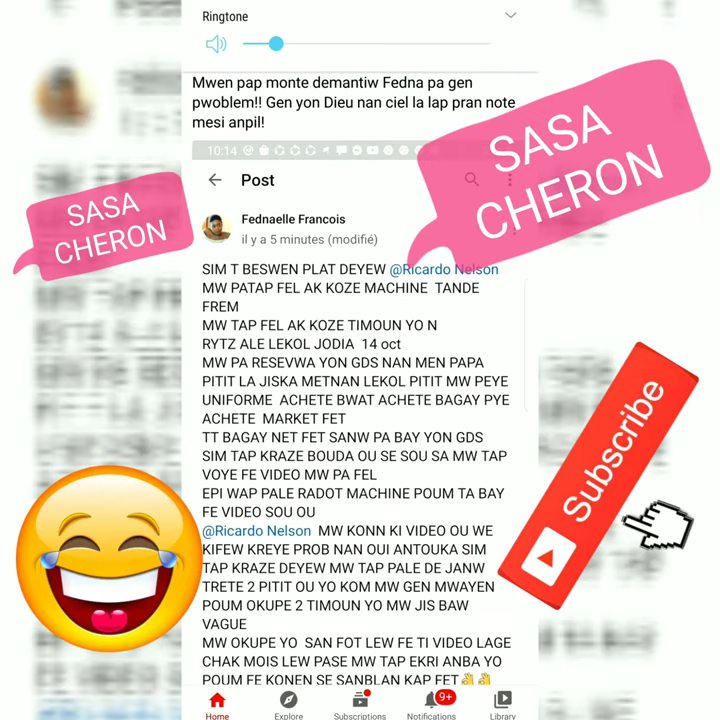 Ringtone
Mwen pap monte demantiw Fedna pa gen
pwoblem!! Gen yon Dieu nan ciel la lap pran note
mesi anpil!
10:14
Post
Fednaelle Francois
il y a 5 minutes (modifié)
SIM T BESWEN PLAT DEYEW @Ricardo Nelson
MW PATAP FEL AK KOZE MACHINE TANDE
FREM
MW TAP FEL AK KOZE TIMOUN YO N
RYTZ ALE LEKOL JODIA 14 oct
MW PA RESEVWA YON GDS NAN MEN PAPA
PITIT LA JISKA METNAN LEKOL PITIT MW PEYE
UNIFORME ACHETE BWAT ACHETE BAGAY PYE
ACHETE MARKET FET
TT BAGAY NET FET SANW PA BAY YON GDS
SIM TAP KRAZE BOUDA OU SE SOU SA MW TAP
VOYE FE VIDEO MW PA FEL
EPI WAP PALE RADOT MACHINE POUM TA BAY
FE VIDEO SOU OU
@Ricardo Nelson MW KONN KI VIDEO OU WE
KIFEW KREYE PROB NAN OUI ANTOUKA SIM
TAP KRAZE DEYEW MW TAP PALE DE JANW
TRETE 2 PITIT OU YO KOM MW GEN MWAYEN
POUM OKUPE 2 TIMOUN YO MW JIS BAW
VAGUE
MW OKUPE YO SAN FOT LEW FE TI VIDEO LAGE
CHAK MOIS LEW PASE MW TAP EKRI ANBA YO
POUM FE KONEN SE SANBLAN KAP FET👌👌
Home
Explore
Subscriptions
9+
Notifications
Library
SASA
CHERON
SASA
CHERON
Subscribe